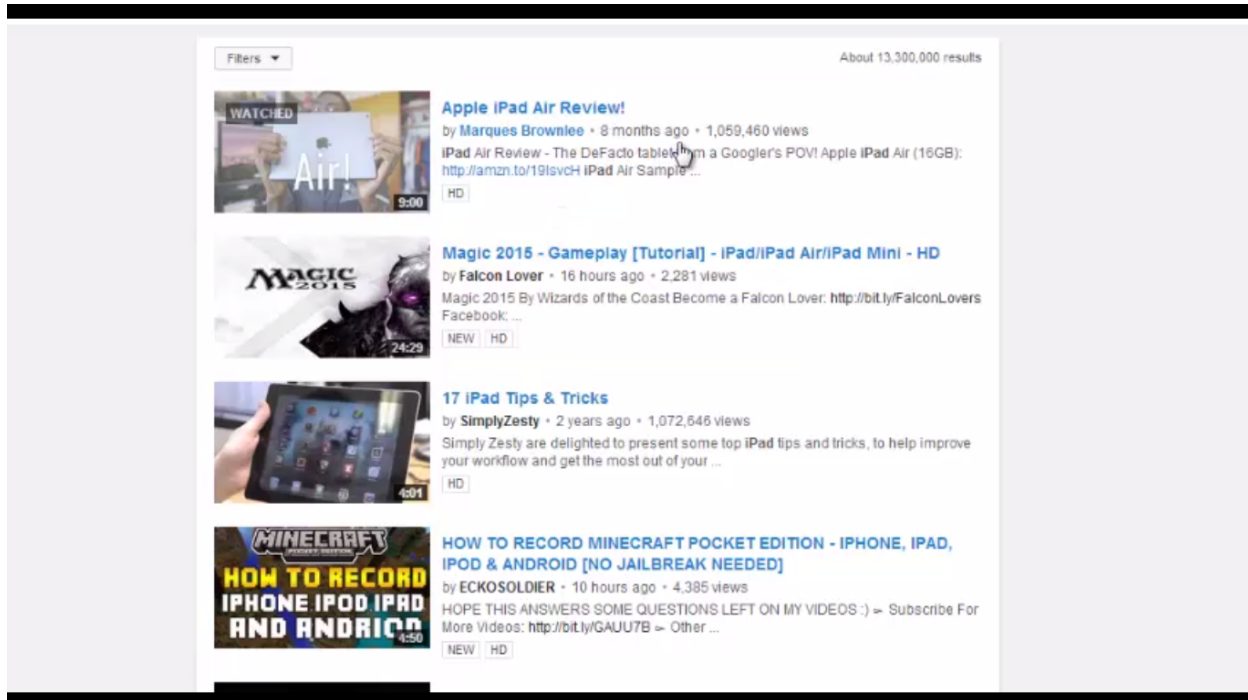 Filters
About 13,300,000 results
WATCHED
Air!
9:00
Apple iPad Air Review!
by Marques Brownlee • 8 months ago • 1,059,460 views
iPad Air Review - The DeFacto tablet a Googler's POV! Apple iPad Air (16GB):
http://amzn.to/19IsvcH iPad Air Sample ...
HD
MAGIC
2015
24:29
Magic 2015 - Gameplay [Tutorial] - iPad/iPad Air/iPad Mini - HD
by Falcon Lover • 16 hours ago • 2,281 views
Magic 2015 By Wizards of the Coast Become a Falcon Lover: http://bit.ly/FalconLovers
Facebook: ...
NEW HD
4:01
17 iPad Tips & Tricks
by SimplyZesty • 2 years ago • 1,072,646 views
Simply Zesty are delighted to present some top iPad tips and tricks, to help improve
your workflow and get the most out of your ...
HD
MINECRAFT
POCKET EDITION
HOW TO RECORD
IPHONE IPOD IPAD
AND ANDRIOD
4:50
HOW TO RECORD MINECRAFT POCKET EDITION - IPHONE, IPAD,
IPOD & ANDROID [NO JAILBREAK NEEDED]
by ECKOSOLDIER • 10 hours ago • 4,385 views
HOPE THIS ANSWERS SOME QUESTIONS LEFT ON MY VIDEOS :) ➢ Subscribe For
More Videos: http://bit.ly/GAUU7B ➢ Other ...
NEW HD